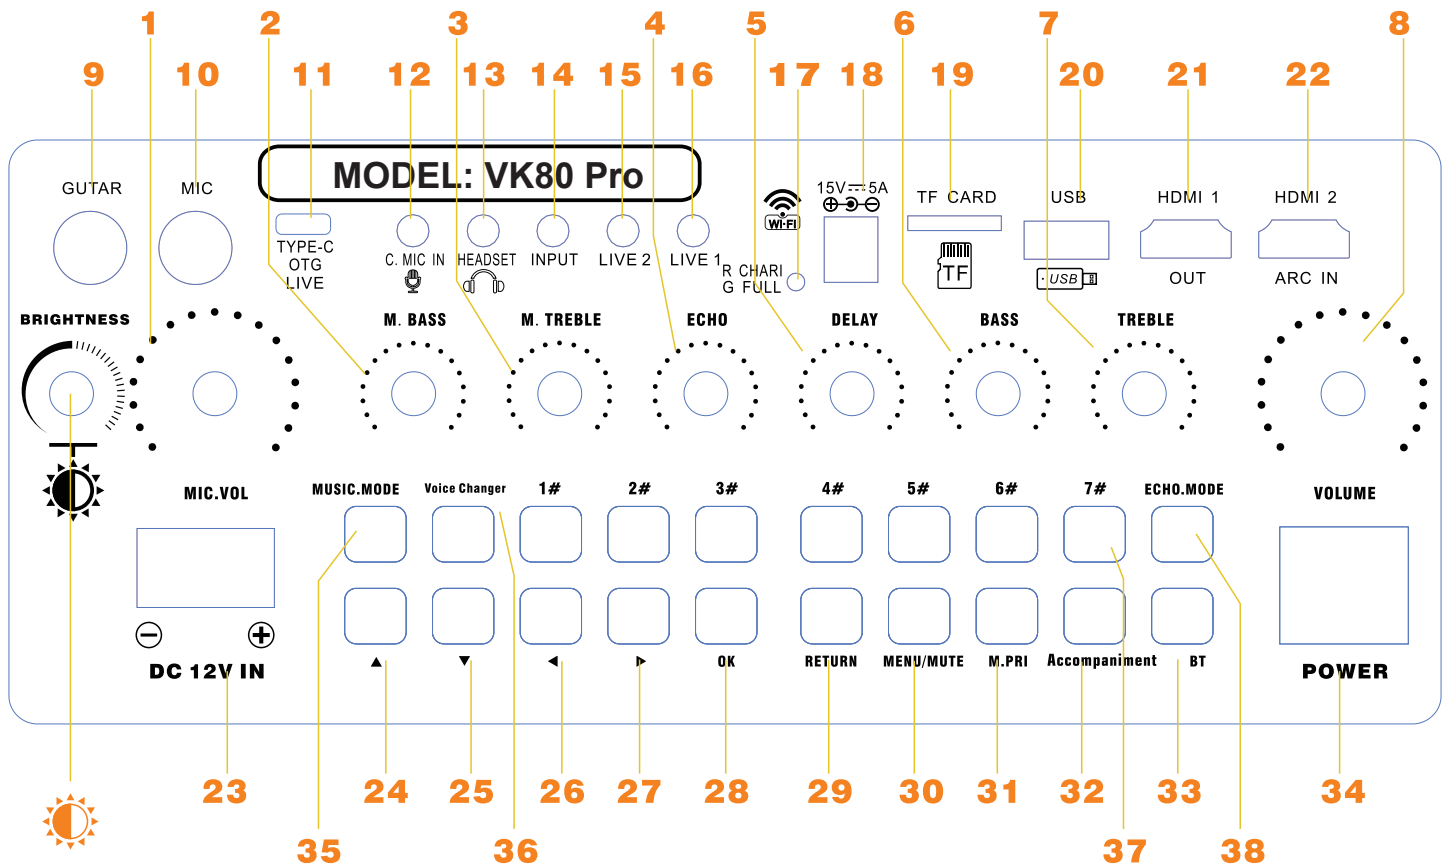 1 2 3 4 5 6 7 8
9 10 11 12 13 14 15 16 17 18 19 20 21 22
MODEL: VK80 Pro
GUTAR MIC
15V 5A
TF CARD USB HDMI 1 HDMI 2
Wi-Fi
TYPE-C
OTG
LIVE
C. MIC IN HEADSET INPUT LIVE 2 LIVE 1
R CHARI
G FULL
TF
USB
OUT ARC IN
BRIGHTNESS M. BASS M. TREBLE ECHO DELAY BASS TREBLE
MIC.VOL MUSIC.MODE Voice Changer 1# 2# 3# 4# 5# 6# 7# ECHO.MODE VOLUME
DC 12V IN ▲ ▼ ◀ ▶ OK RETURN MENU/MUTE M.PRI Accompaniment BT POWER
23 24 25 26 27 28 29 30 31 32 33 34
35 36 37 38